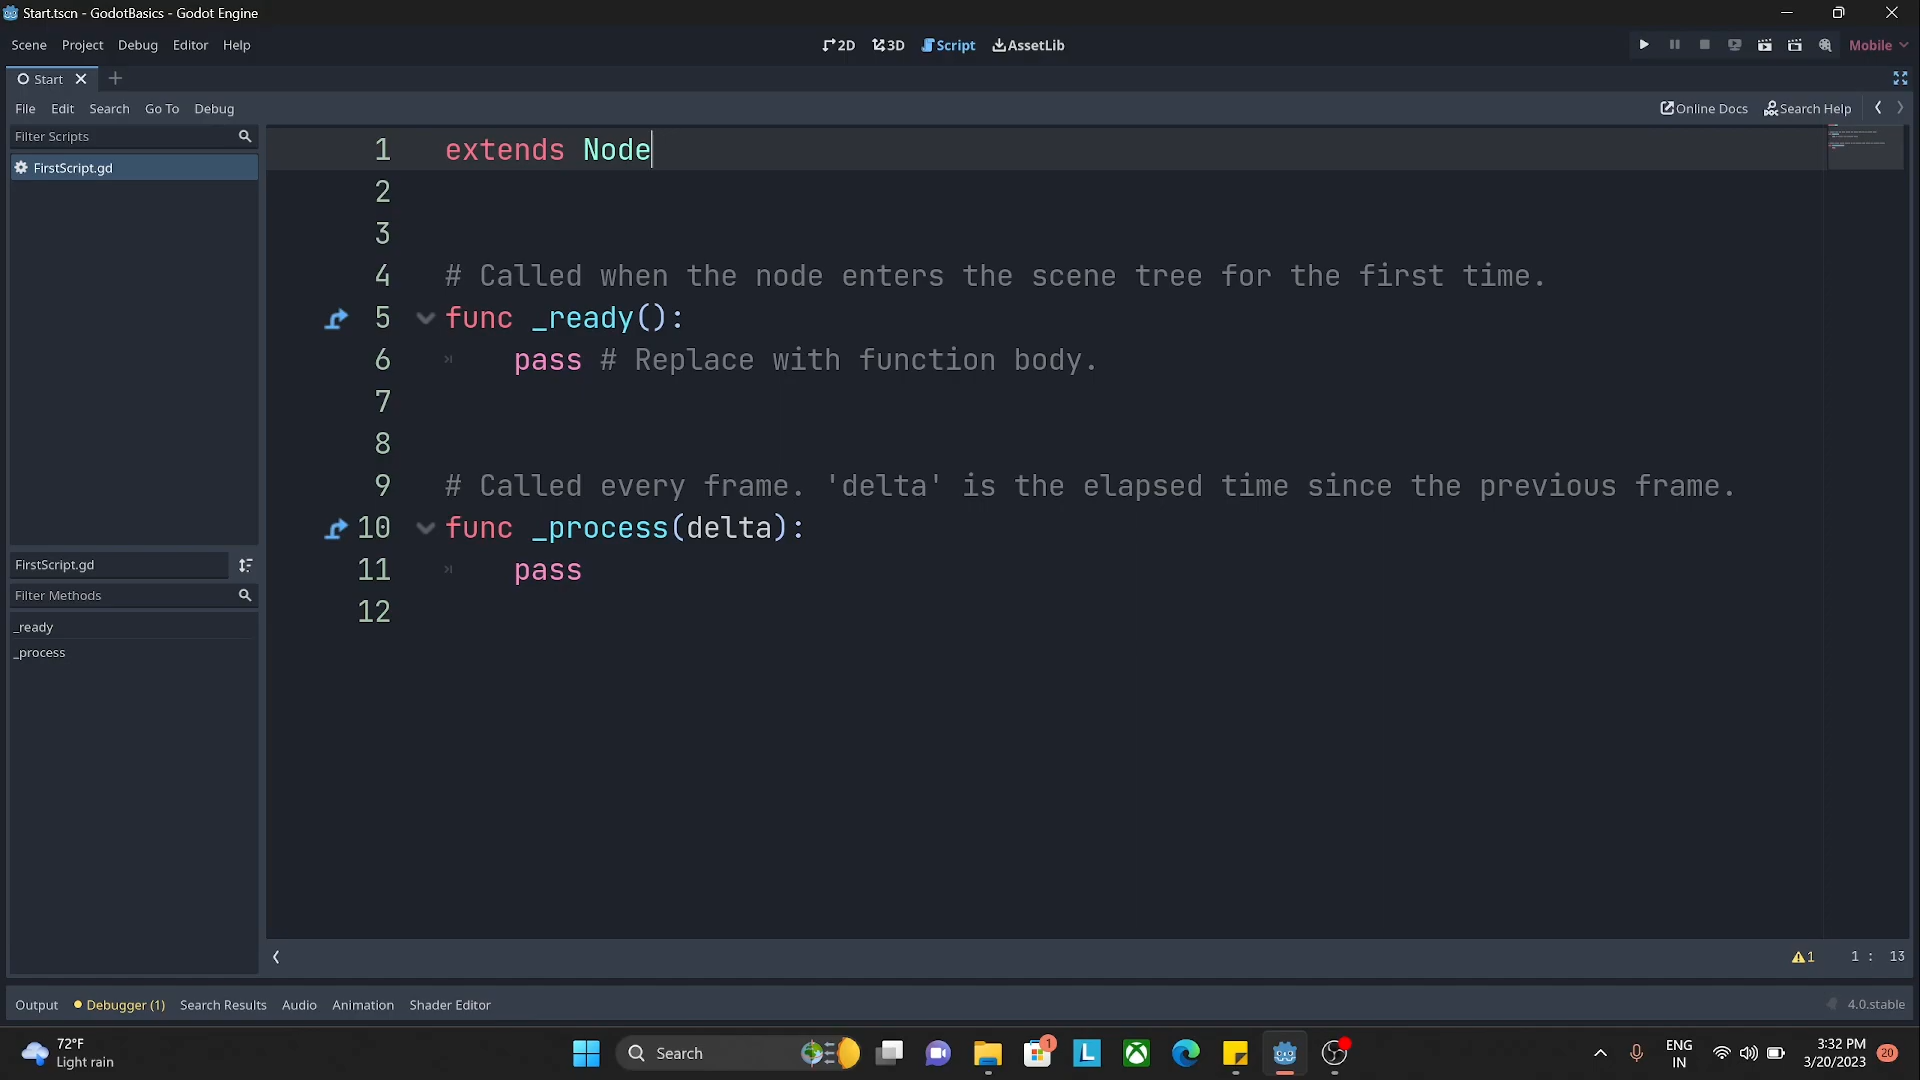 Start.tscn - GodotBasics - Godot Engine
Scene Project Debug Editor Help
2D 3D Script AssetLib
Mobile
Start
File Edit Search Go To Debug
Online Docs Search Help
Filter Scripts
FirstScript.gd
1 extends Node
2
3
4 # Called when the node enters the scene tree for the first time.
5 func _ready():
6 pass # Replace with function body.
7
8
9 # Called every frame. 'delta' is the elapsed time since the previous frame.
10 func _process(delta):
11 pass
12
FirstScript.gd
Filter Methods
_ready
_process
1 1 : 13
Output Debugger (1) Search Results Audio Animation Shader Editor
4.0.stable
72°F
Light rain
Search
1
L
ENG
IN
3:32 PM
3/20/2023
20